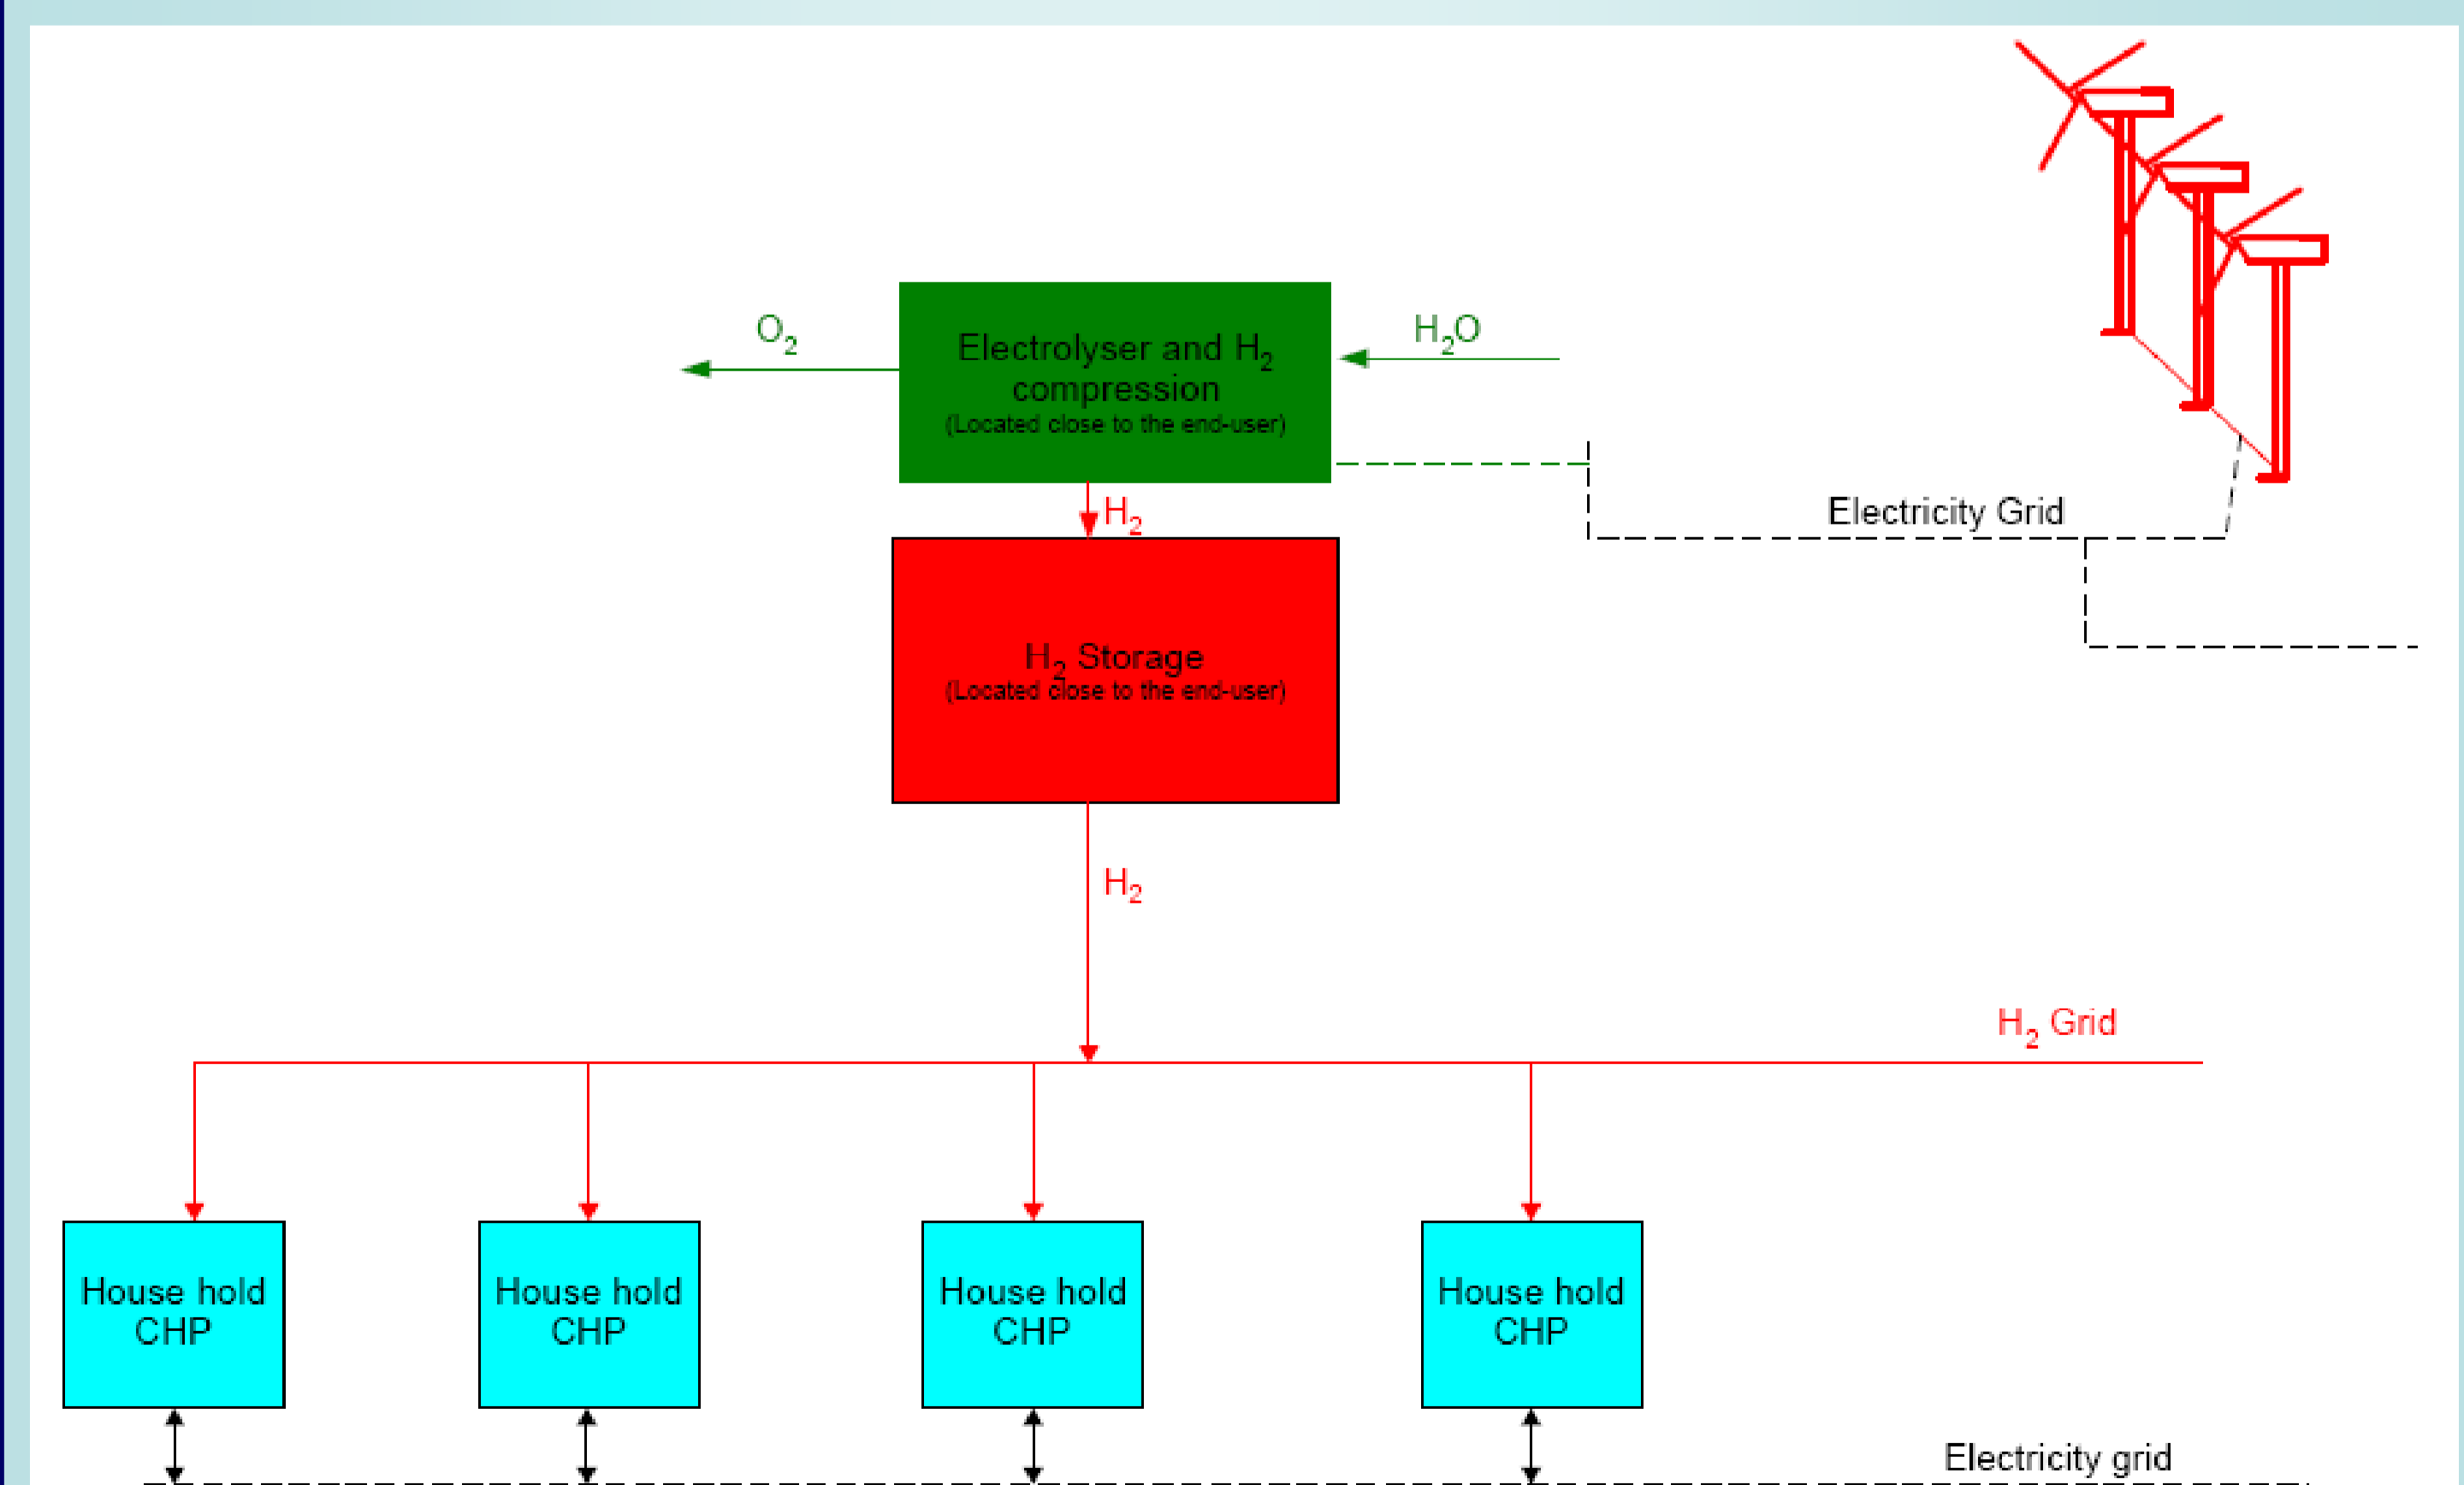 O₂
H₂O
Electrolyser and H₂
compression
(Located close to the end-user)
H₂
Electricity Grid
H₂ Storage
(Located close to the end-user)
H₂
H₂ Grid
House hold
CHP
House hold
CHP
House hold
CHP
House hold
CHP
Electricity grid